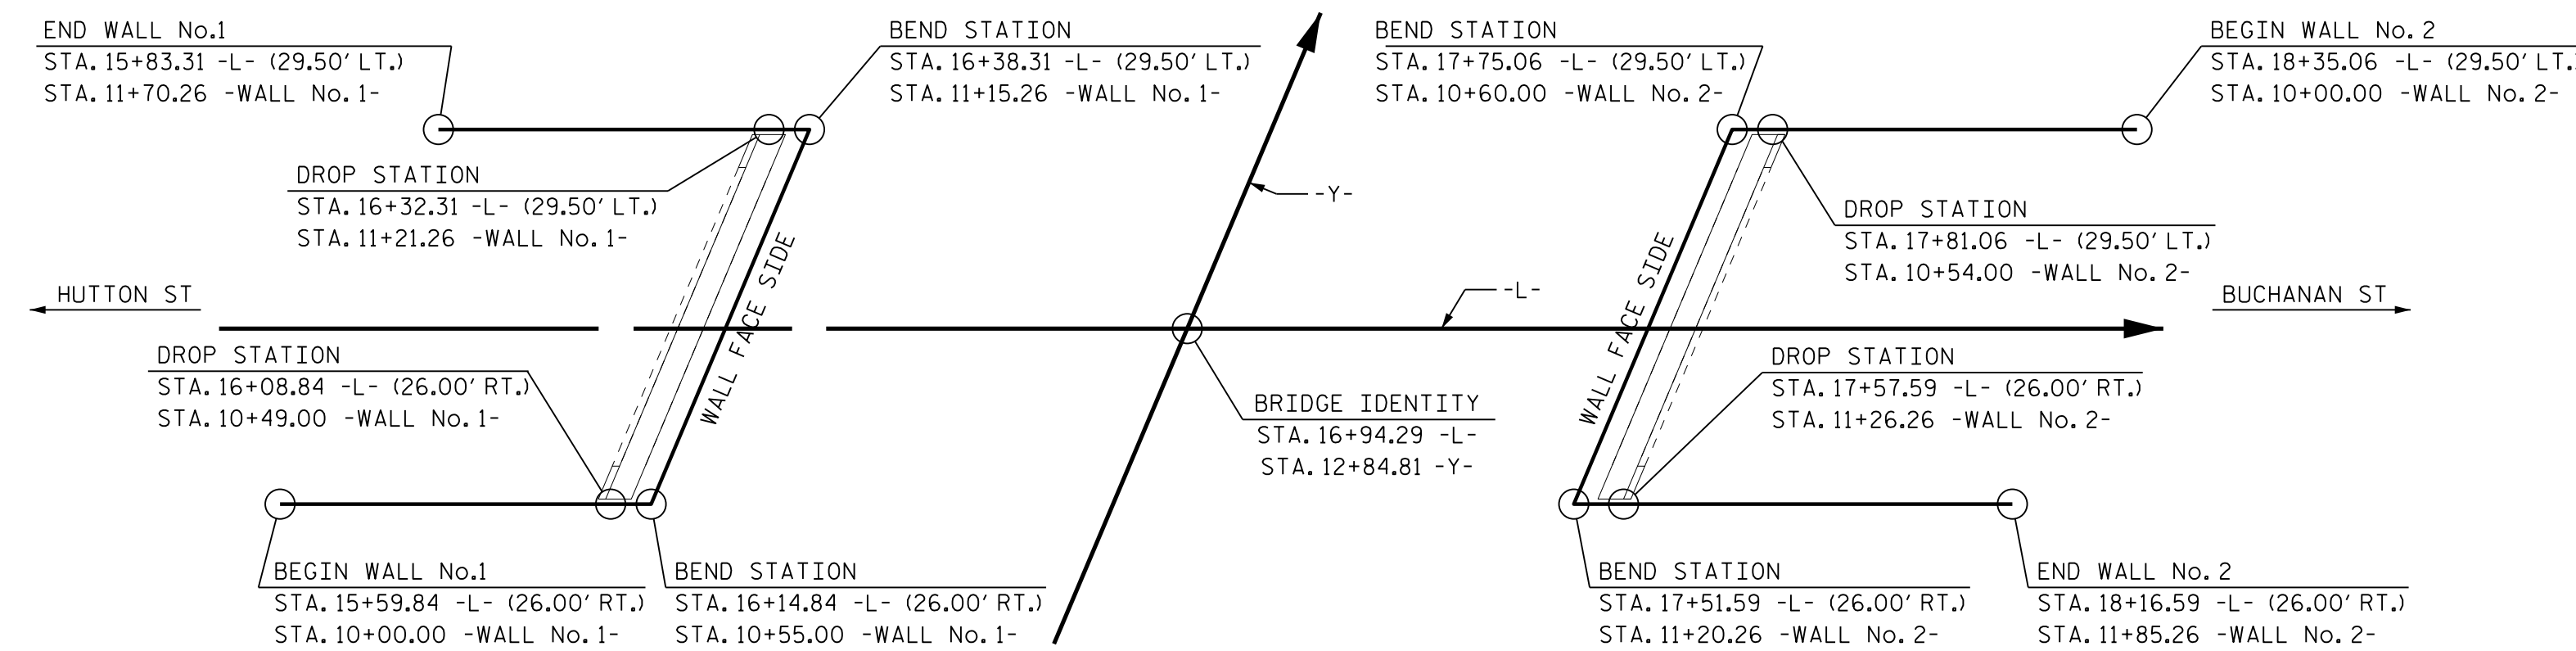 END WALL No.1
STA. 15+83.31 -L- (29.50' LT.)
STA. 11+70.26 -WALL No. 1-
BEND STATION
STA. 16+38.31 -L- (29.50' LT.)
STA. 11+15.26 -WALL No. 1-
BEND STATION
STA. 17+75.06 -L- (29.50' LT.)
STA. 10+60.00 -WALL No. 2-
BEGIN WALL No. 2
STA. 18+35.06 -L- (29.50' LT.
STA. 10+00.00 -WALL No. 2-
DROP STATION
STA. 16+32.31 -L- (29.50' LT.)
STA. 11+21.26 -WALL No. 1-
-Y-
DROP STATION
STA. 17+81.06 -L- (29.50' LT.)
STA. 10+54.00 -WALL No. 2-
HUTTON ST
WALL FACE SIDE
-L-
WALL FACE SIDE
BUCHANAN ST
DROP STATION
STA. 16+08.84 -L- (26.00' RT.)
STA. 10+49.00 -WALL No. 1-
BRIDGE IDENTITY
STA. 16+94.29 -L-
STA. 12+84.81 -Y-
DROP STATION
STA. 17+57.59 -L- (26.00' RT.)
STA. 11+26.26 -WALL No. 2-
BEGIN WALL No.1
STA. 15+59.84 -L- (26.00' RT.)
STA. 10+00.00 -WALL No. 1-
BEND STATION
STA. 16+14.84 -L- (26.00' RT.)
STA. 10+55.00 -WALL No. 1-
BEND STATION
STA. 17+51.59 -L- (26.00' RT.)
STA. 11+20.26 -WALL No. 2-
END WALL No. 2
STA. 18+16.59 -L- (26.00' RT.)
STA. 11+85.26 -WALL No. 2-